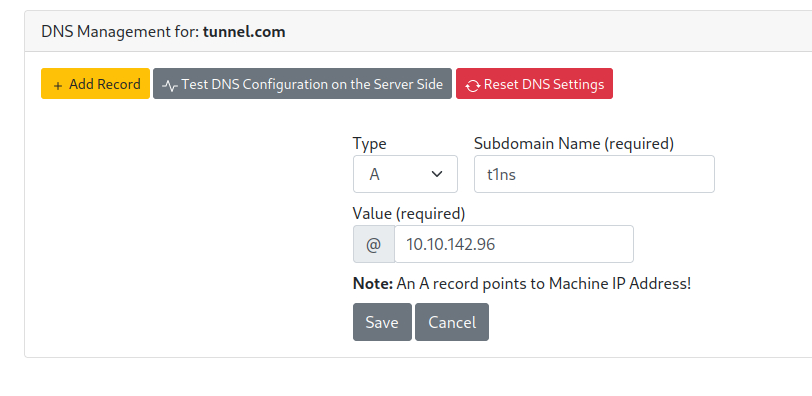 DNS Management for: tunnel.com
+ Add Record Test DNS Configuration on the Server Side Reset DNS Settings
Type Subdomain Name (required)
A t1ns
Value (required)
@ 10.10.142.96
Note: An A record points to Machine IP Address!
Save Cancel